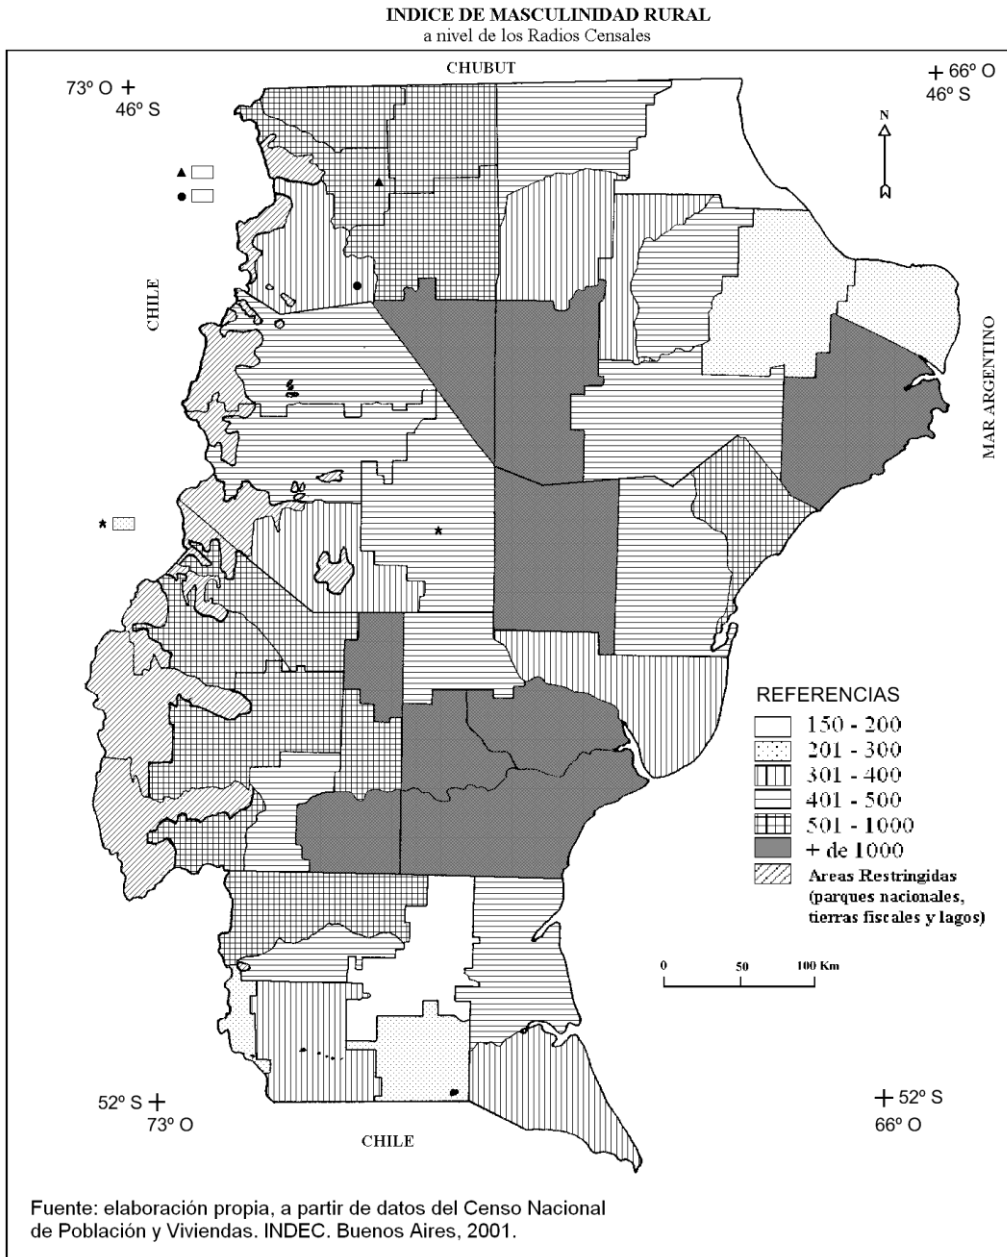 INDICE DE MASCULINIDAD RURAL
a nivel de los Radios Censales
CHUBUT
73º O
46º S
66º O
46º S
N
CHILE
MAR ARGENTINO
REFERENCIAS
150 - 200
201 - 300
301 - 400
401 - 500
501 - 1000
+ de 1000
Areas Restringidas
(parques nacionales,
tierras fiscales y lagos)
0 50 100 Km
52º S
73º O
52º S
66º O
CHILE
Fuente: elaboración propia, a partir de datos del Censo Nacional
de Población y Viviendas. INDEC. Buenos Aires, 2001.